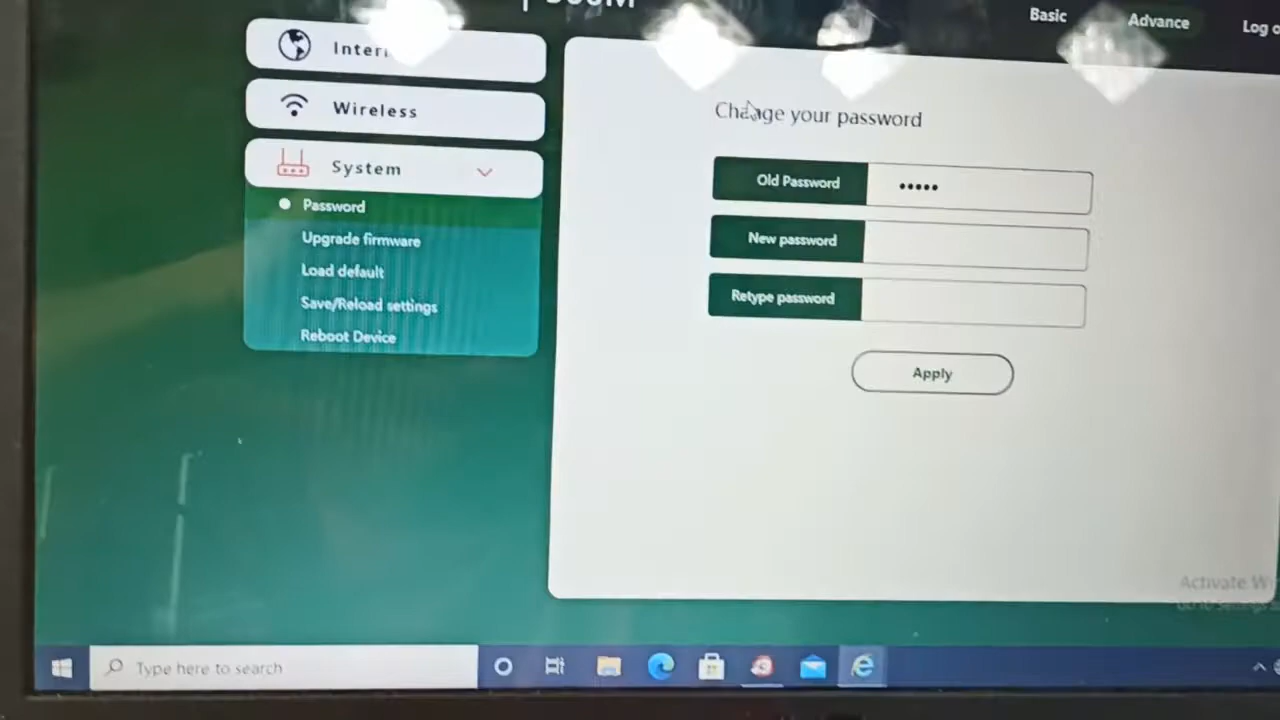 Basic
Advance
Log
Wireless
System
Password
Upgrade firmware
Load default
Save/Reload settings
Reboot Device
Change your password
Old Password
•••••
New password
Retype password
Apply
Activate
Type here to search